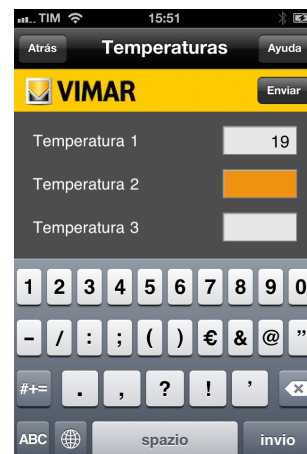 TIM 15:51
Atrás Temperaturas Ayuda
VIMAR Enviar
Temperatura 1 19
Temperatura 2
Temperatura 3
1 2 3 4 5 6 7 8 9 0
- / : ; ( ) € & @ "
#+= . , ? ! '
ABC spazio invio